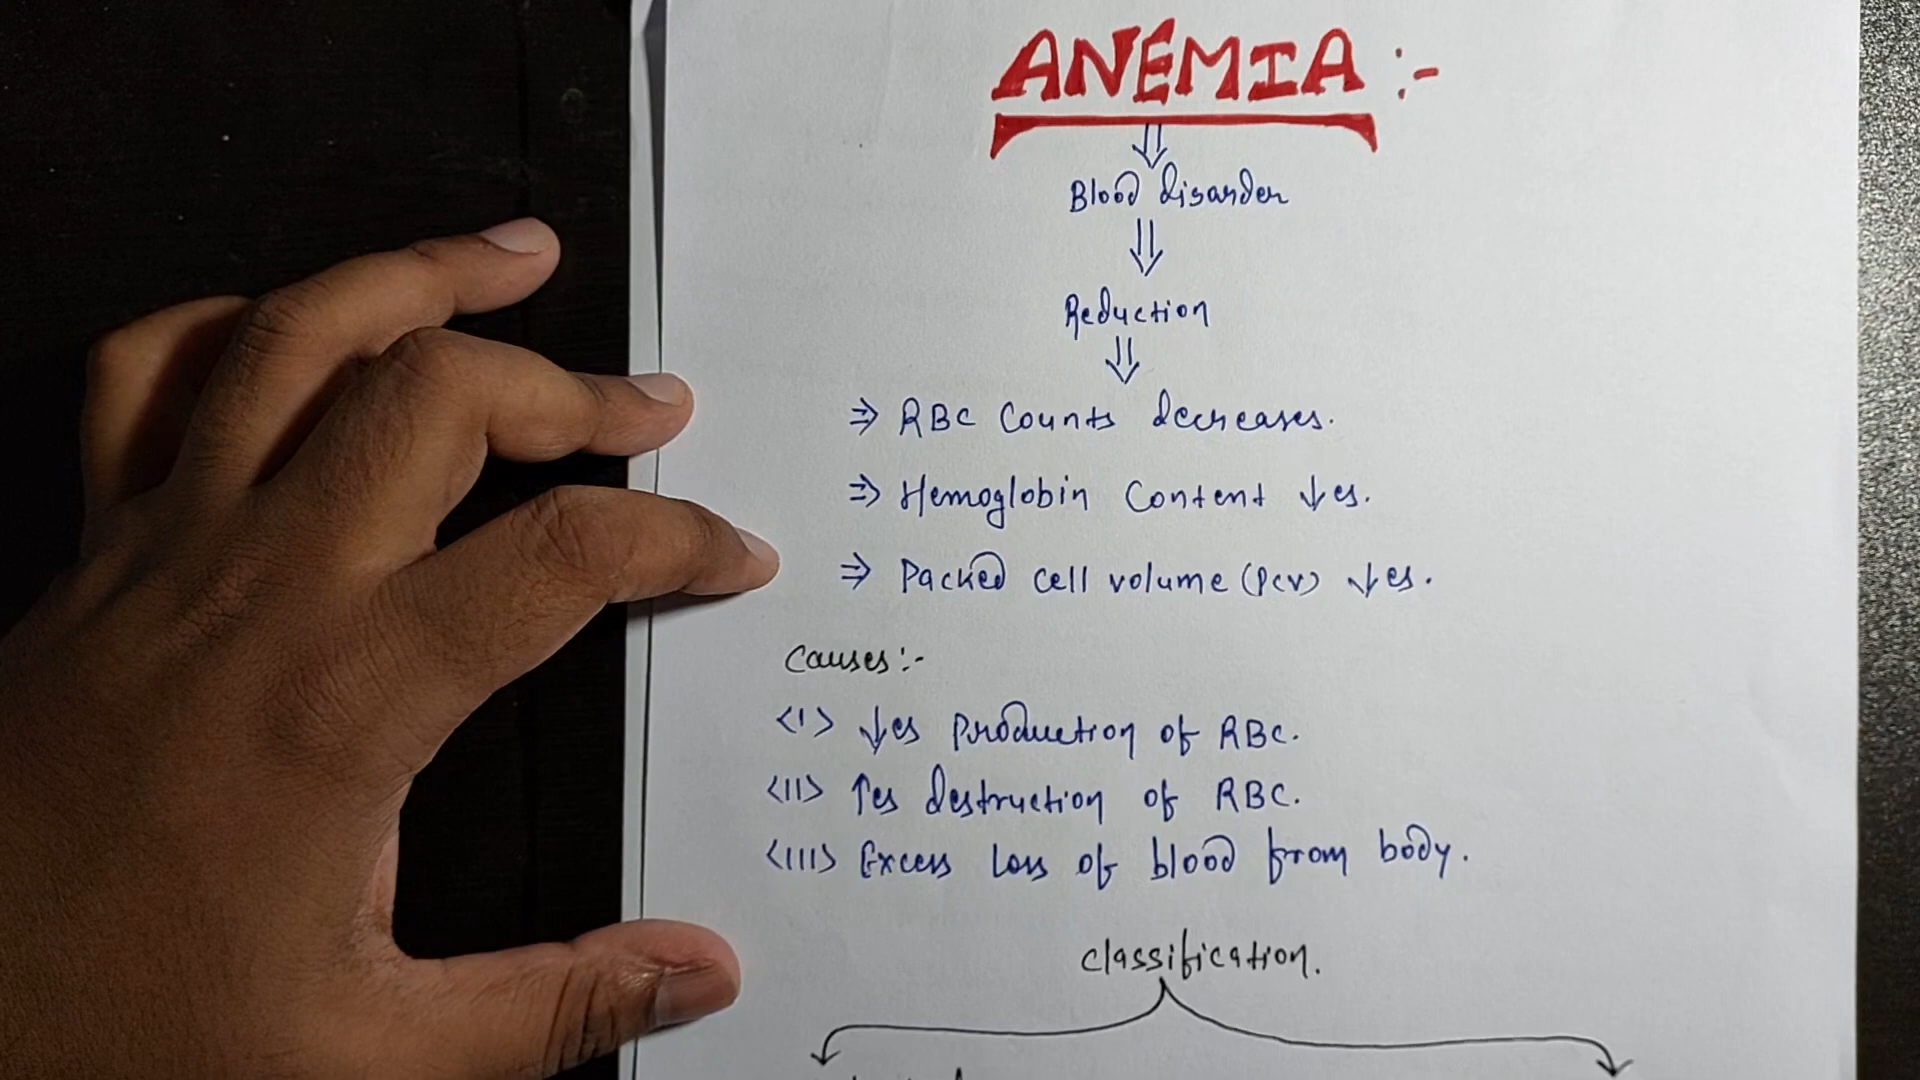 ANEMIA :-
⇓
Blood disorder
⇓
Reduction
⇓
⇒ RBC Counts decreases.
⇒ Hemoglobin Content ↓es.
⇒ Packed cell volume (PCV) ↓es.
Causes :-
<I> ↓es Production of RBC.
<II> ↑es destruction of RBC.
<III> Excess Loss of blood from body.
classification.